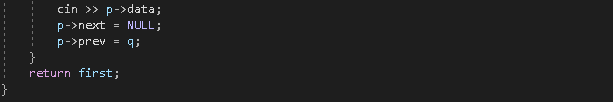 cin >> p->data;
p->next = NULL;
p->prev = q;
}
return first;
}